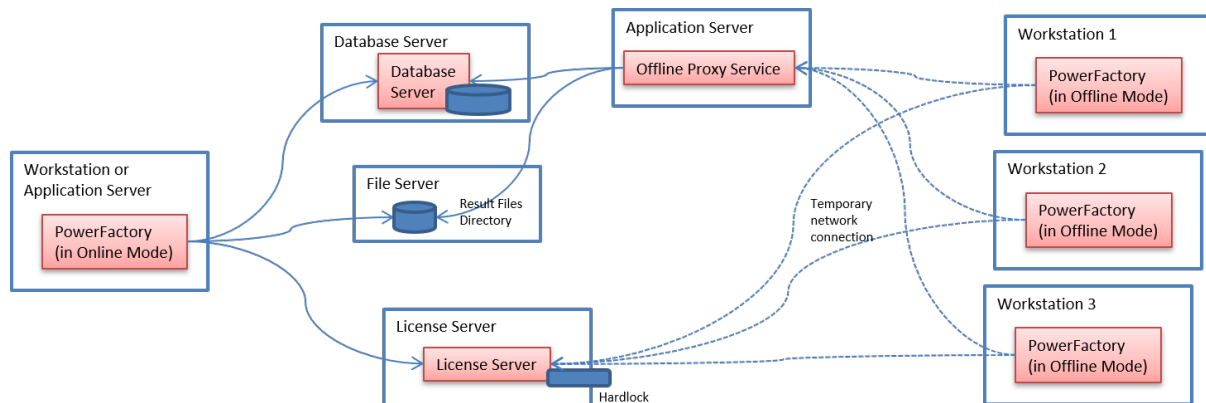 Database Server
Database
Server
Application Server
Offline Proxy Service
Workstation 1
PowerFactory
(in Offline Mode)
Workstation or
Application Server
PowerFactory
(in Online Mode)
File Server
Result Files
Directory
Temporary
network
connection
Workstation 2
PowerFactory
(in Offline Mode)
License Server
License Server
Hardlock
Workstation 3
PowerFactory
(in Offline Mode)